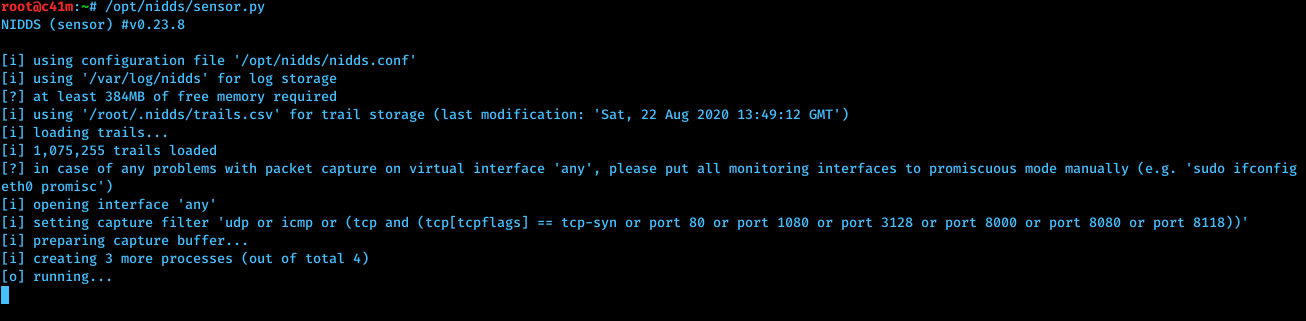 root@c41m:~# /opt/nidds/sensor.py
NIDDS (sensor) #v0.23.8
[i] using configuration file '/opt/nidds/nidds.conf'
[i] using '/var/log/nidds' for log storage
[?] at least 384MB of free memory required
[i] using '/root/.nidds/trails.csv' for trail storage (last modification: 'Sat, 22 Aug 2020 13:49:12 GMT')
[i] loading trails...
[i] 1,075,255 trails loaded
[?] in case of any problems with packet capture on virtual interface 'any', please put all monitoring interfaces to promiscuous mode manually (e.g. 'sudo ifconfig
eth0 promisc')
[i] opening interface 'any'
[i] setting capture filter 'udp or icmp or (tcp and (tcp[tcpflags] == tcp-syn or port 80 or port 1080 or port 3128 or port 8000 or port 8080 or port 8118))'
[i] preparing capture buffer...
[i] creating 3 more processes (out of total 4)
[o] running...